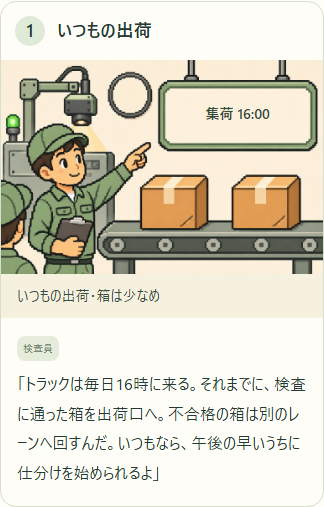 1 いつもの出荷
集荷 16:00
いつもの出荷・箱は少なめ
検査員
「トラックは毎日16時に来る。それまでに、検査
に通った箱を出荷口へ。不合格の箱は別のレ
ーンへ回すんだ。いつもなら、午後の早いうちに
仕分けを始められるよ」